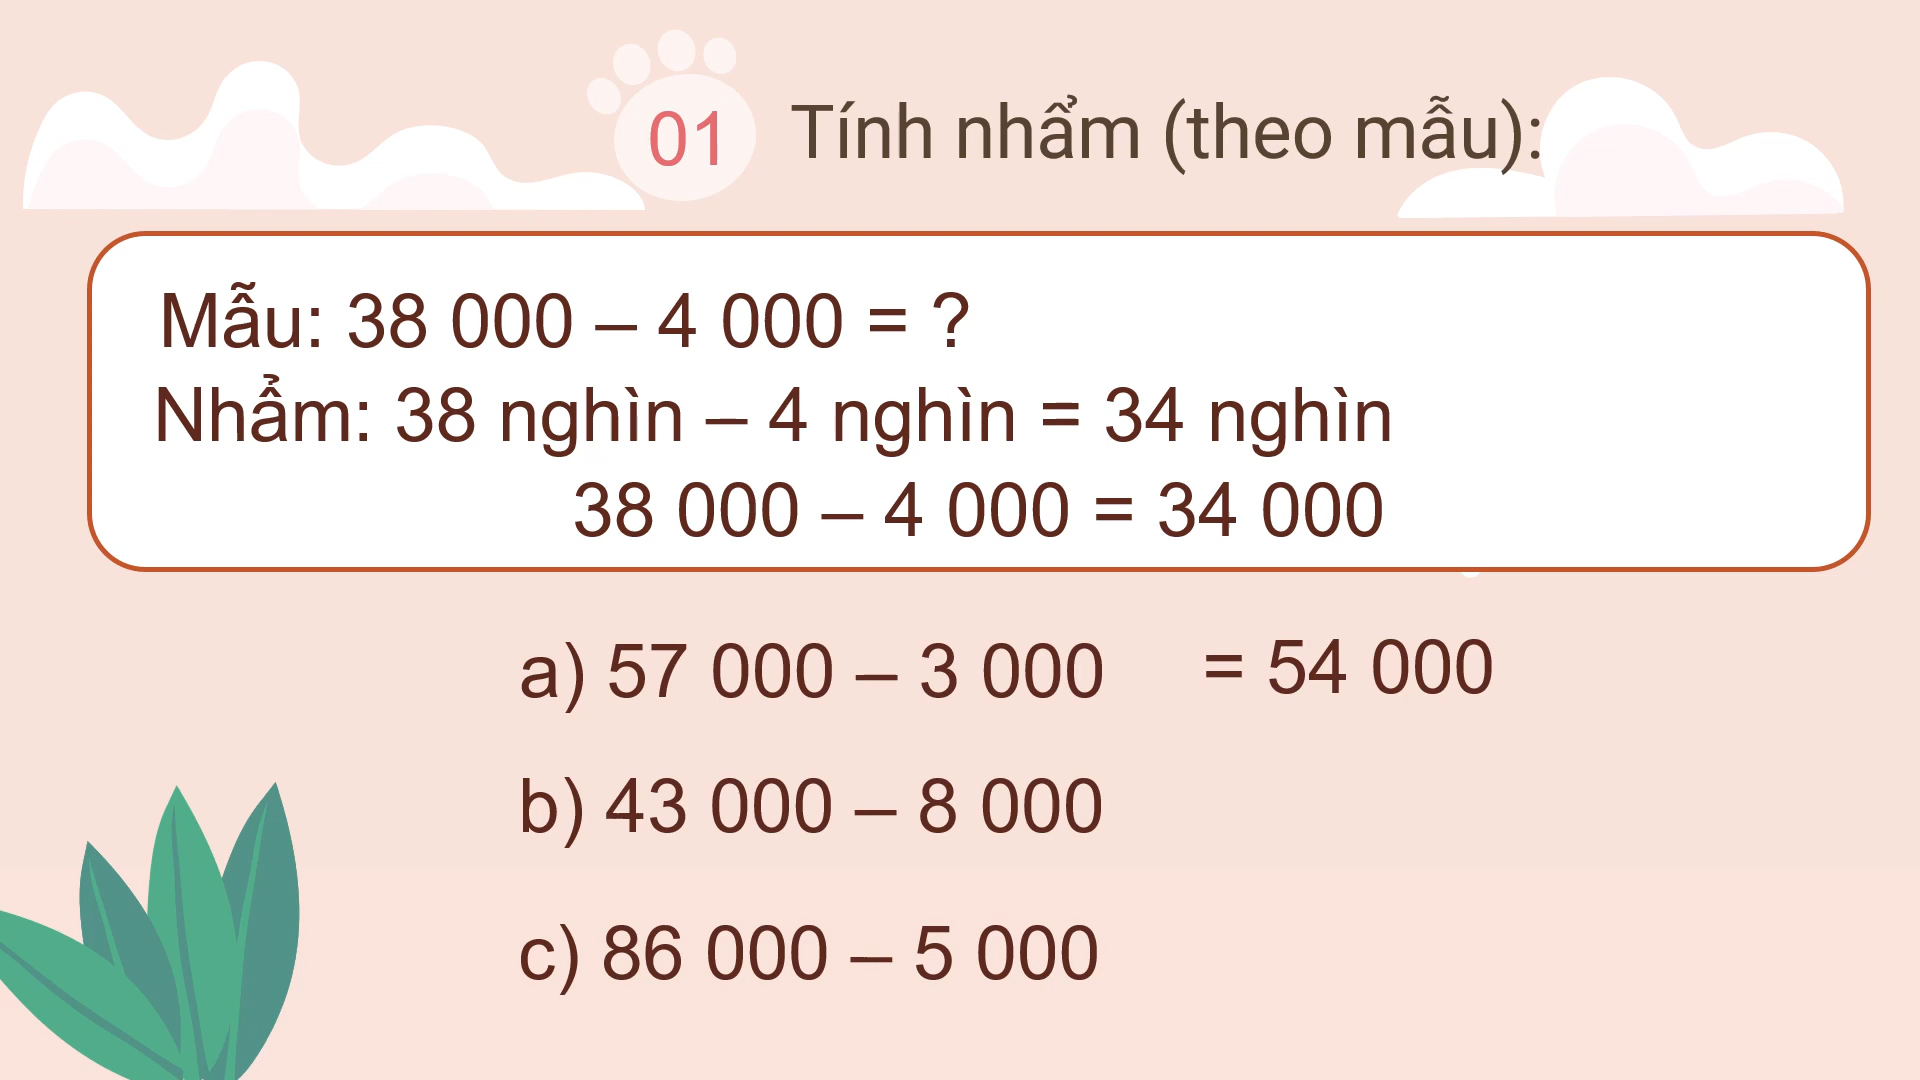 01 Tính nhẩm (theo mẫu):
Mẫu: 38 000 – 4 000 = ?
Nhẩm: 38 nghìn – 4 nghìn = 34 nghìn
38 000 – 4 000 = 34 000
a) 57 000 – 3 000 = 54 000
b) 43 000 – 8 000
c) 86 000 – 5 000